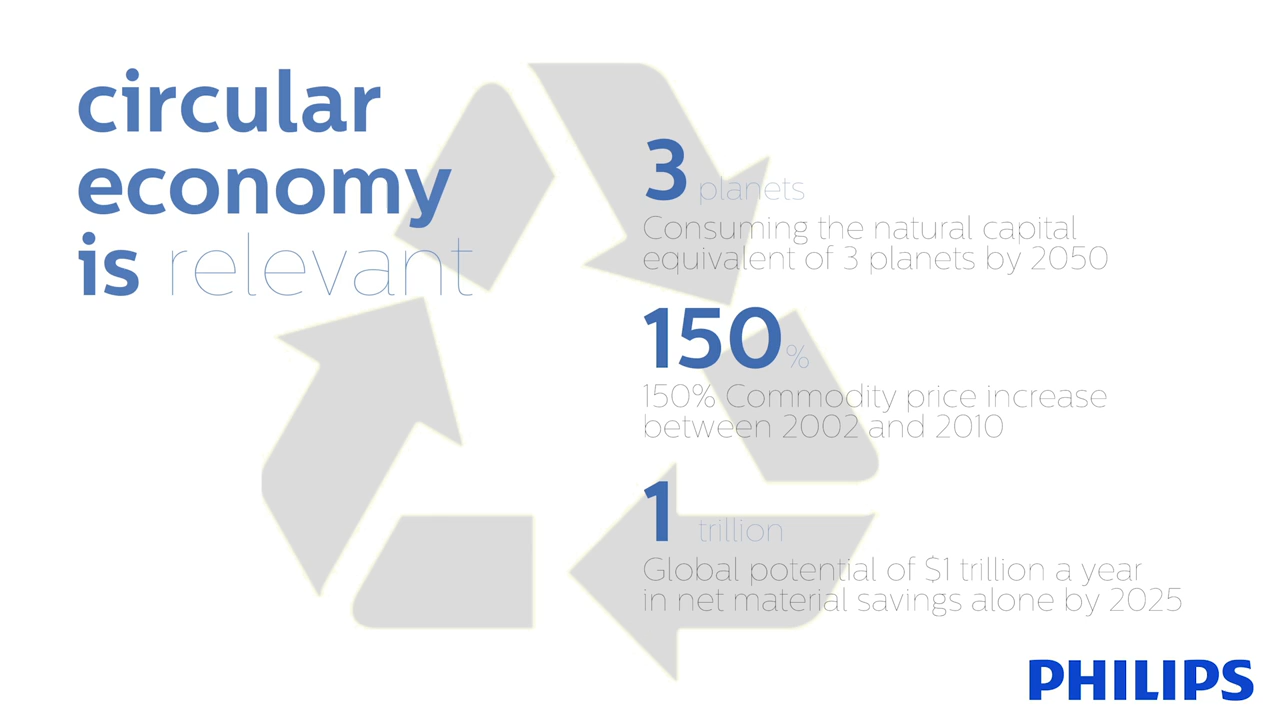 circular
economy
is relevant
3 planets
Consuming the natural capital
equivalent of 3 planets by 2050
150%
150% Commodity price increase
between 2002 and 2010
1 trillion
Global potential of $1 trillion a year
in net material savings alone by 2025
PHILIPS